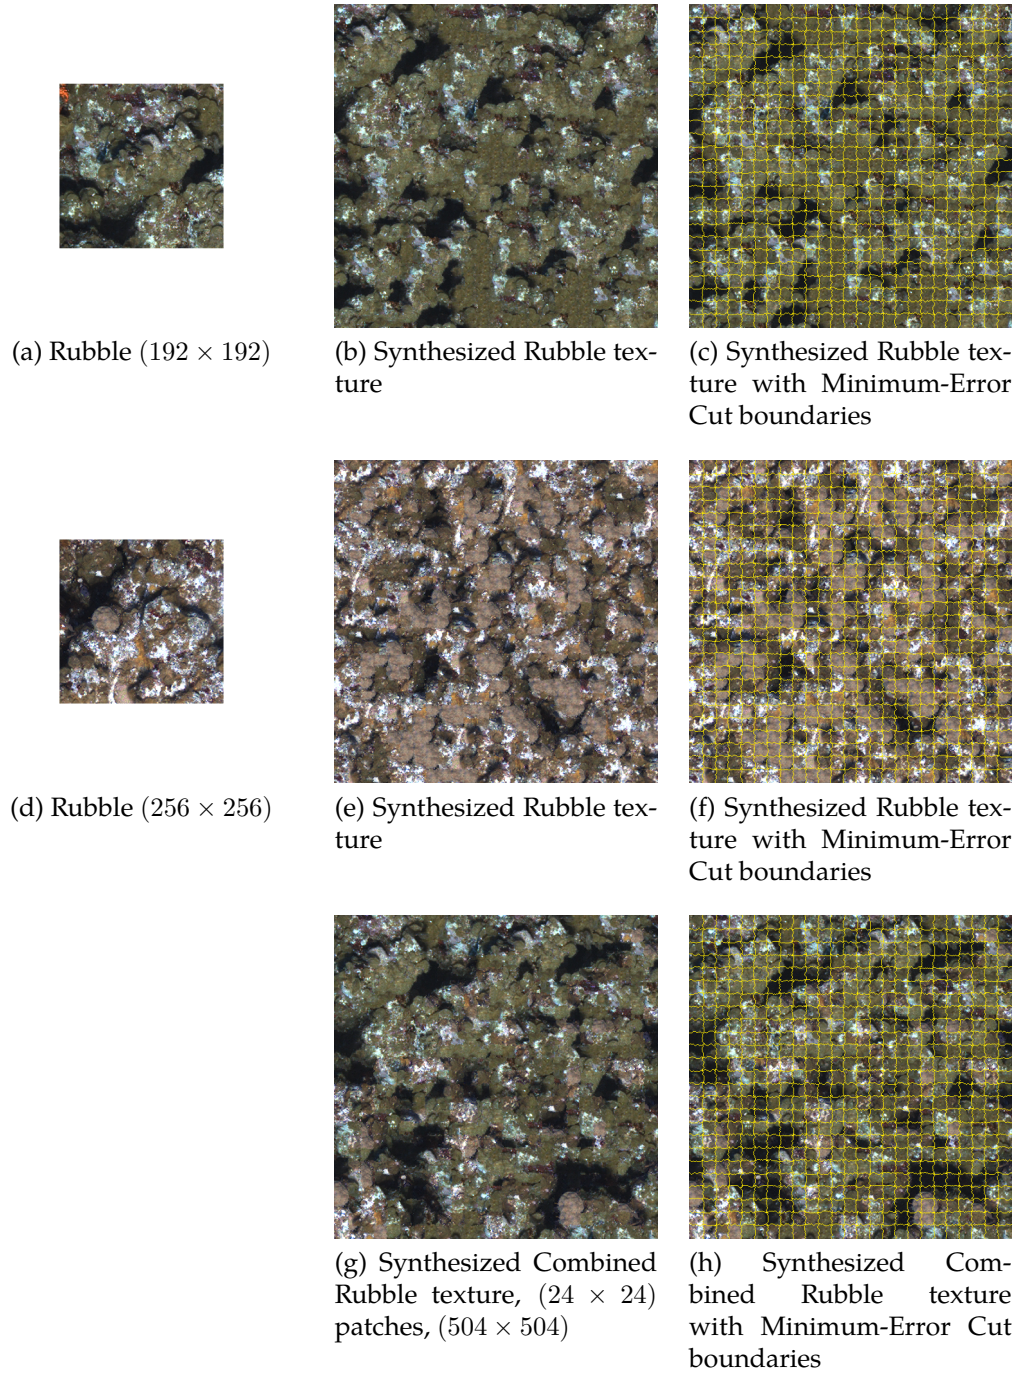 (a) Rubble (192 × 192)
(b) Synthesized Rubble tex-
ture
(c) Synthesized Rubble tex-
ture with Minimum-Error
Cut boundaries
(d) Rubble (256 × 256)
(e) Synthesized Rubble tex-
ture
(f) Synthesized Rubble tex-
ture with Minimum-Error
Cut boundaries
(g) Synthesized Combined
Rubble texture, (24 × 24)
patches, (504 × 504)
(h) Synthesized Com-
bined Rubble texture
with Minimum-Error Cut
boundaries